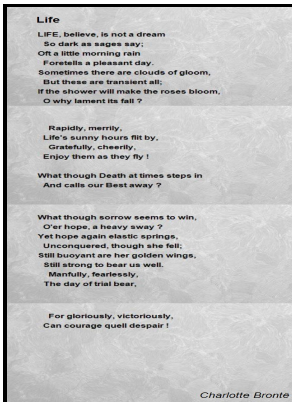 Life
LIFE, believe, is not a dream
So dark as sages say;
Oft a little morning rain
Foretells a pleasant day.
Sometimes there are clouds of gloom,
But these are transient all;
If the shower will make the roses bloom,
O why lament its fall ?
Rapidly, merrily,
Life's sunny hours flit by,
Gratefully, cheerily,
Enjoy them as they fly !
What though Death at times steps in
And calls our Best away ?
What though sorrow seems to win,
O'er hope, a heavy sway ?
Yet hope again elastic springs,
Unconquered, though she fell;
Still buoyant are her golden wings,
Still strong to bear us well.
Manfully, fearlessly,
The day of trial bear,
For gloriously, victoriously,
Can courage quell despair !
Charlotte Bronte